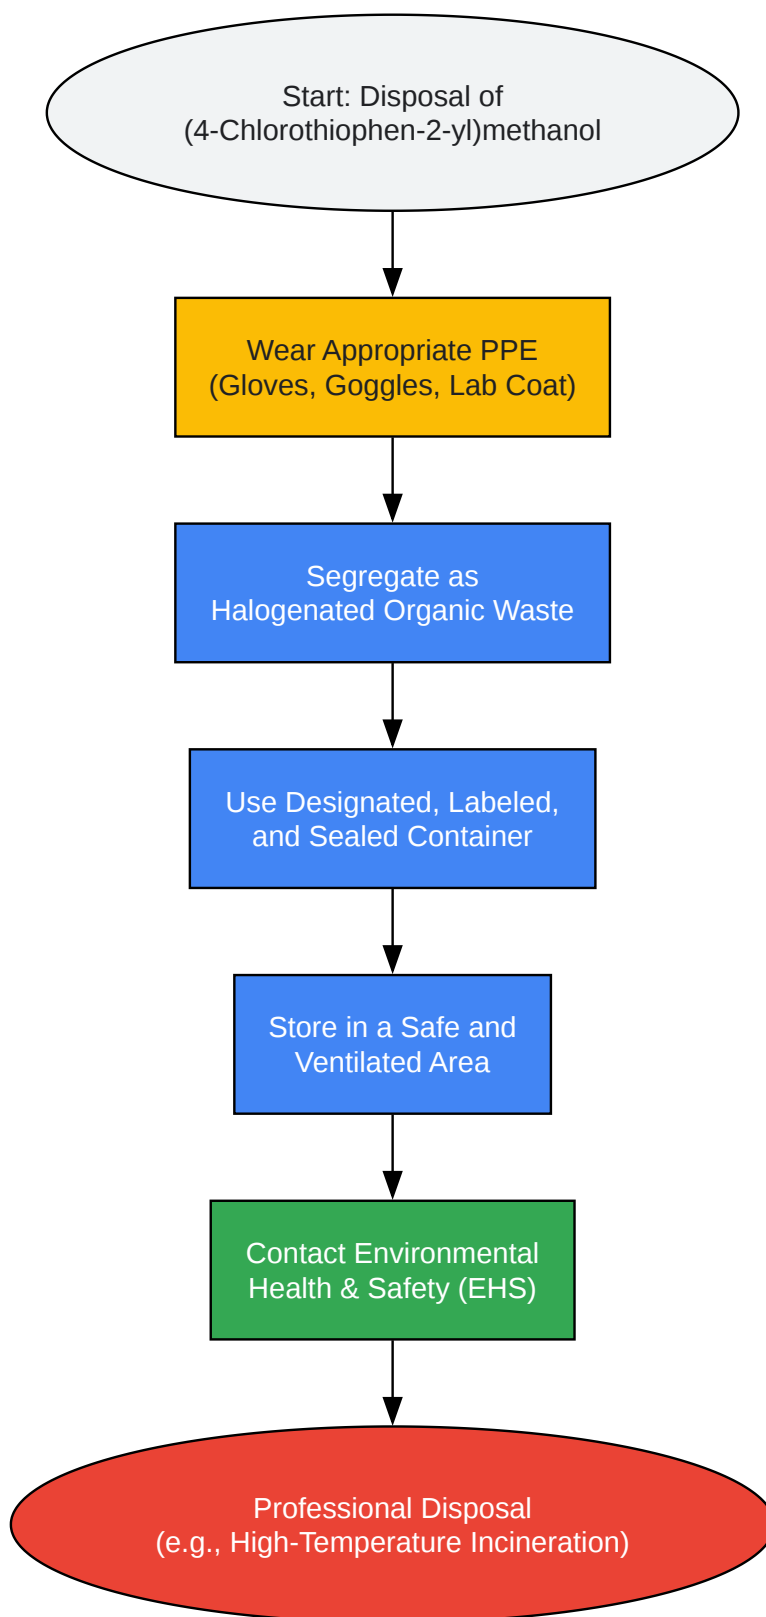 Start: Disposal of
(4-Chlorothiophen-2-yl)methanol
Wear Appropriate PPE
(Gloves, Goggles, Lab Coat)
Segregate as
Halogenated Organic Waste
Use Designated, Labeled,
and Sealed Container
Store in a Safe and
Ventilated Area
Contact Environmental
Health & Safety (EHS)
Professional Disposal
(e.g., High-Temperature Incineration)